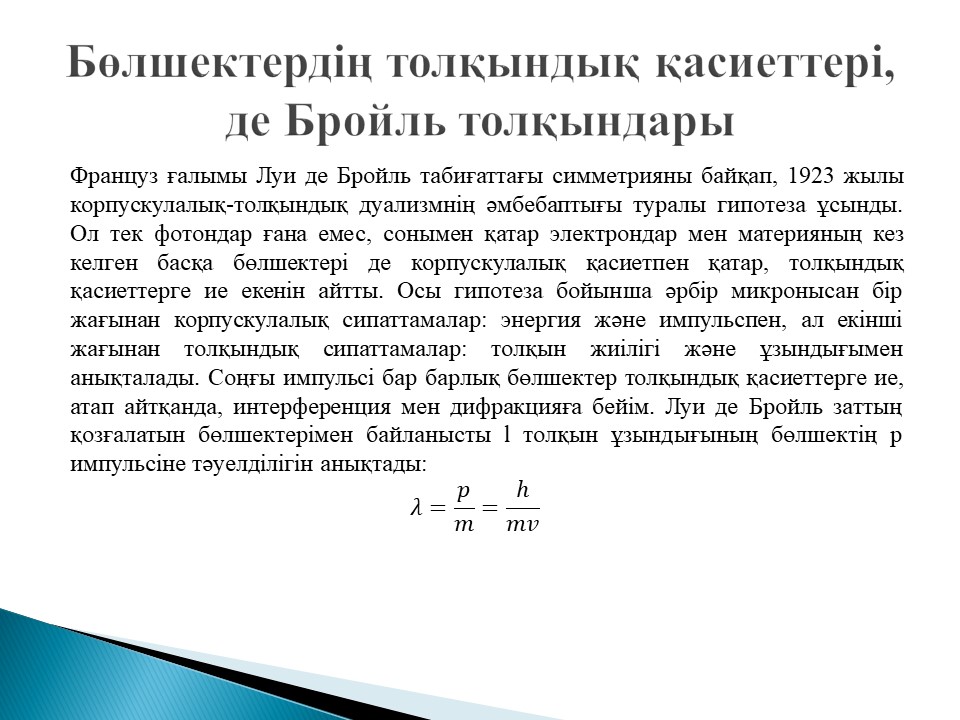 Бөлшектердің толқындық қасиеттері,
де Бройль толқындары
Француз ғалымы Луи де Бройль табиғаттағы симметрияны байқап, 1923 жылы
корпускулалық-толқындық дуализмнің әмбебаптығы туралы гипотеза ұсынды.
Ол тек фотондар ғана емес, сонымен қатар электрондар мен материяның кез
келген басқа бөлшектері де корпускулалық қасиетпен қатар, толқындық
қасиеттерге ие екенін айтты. Осы гипотеза бойынша әрбір микронысан бір
жағынан корпускулалық сипаттамалар: энергия және импульспен, ал екінші
жағынан толқындық сипаттамалар: толқын жиілігі және ұзындығымен
анықталады. Соңғы импульсі бар барлық бөлшектер толқындық қасиеттерге ие,
атап айтқанда, интерференция мен дифракцияға бейім. Луи де Бройль заттың
қозғалатын бөлшектерімен байланысты l толқын ұзындығының бөлшектің p
импульсіне тәуелділігін анықтады:
λ = p/m = h/mv